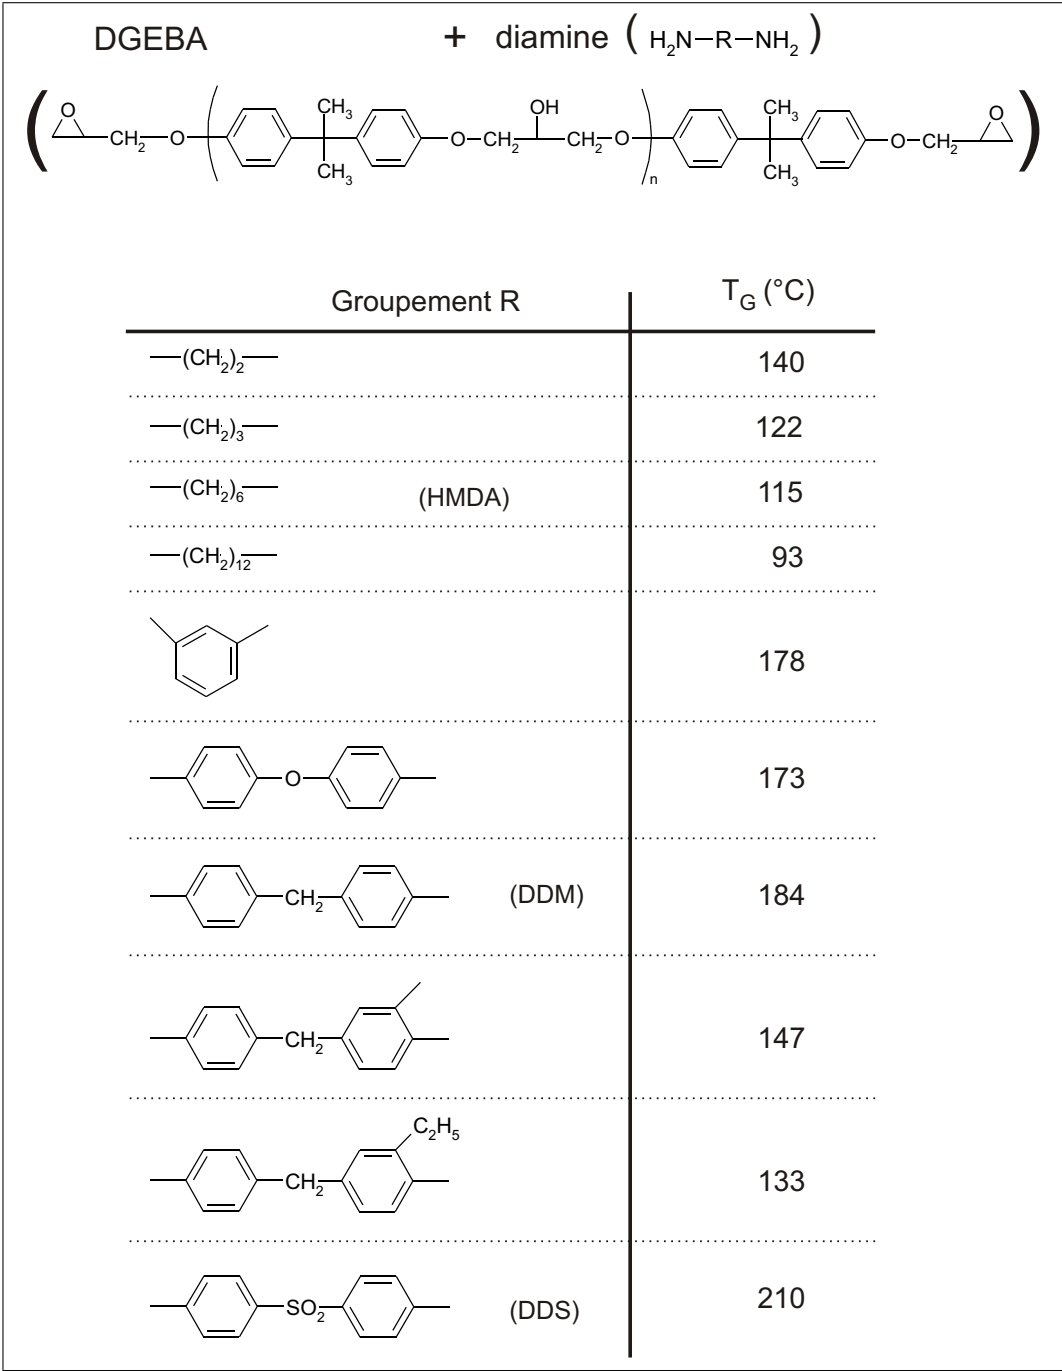 DGEBA + diamine ( H2N–R–NH2 )
O CH3 CH3 OH CH3 CH3 O
( CH2 O ( O CH2 CH2 O )n O CH2 )
Groupement R TG (°C)
(CH2)2 140
(CH2)3 122
(CH2)6 (HMDA) 115
(CH2)12 93
178
O 173
CH2 (DDM) 184
CH2 147
C2H5
CH2 133
SO2 (DDS) 210